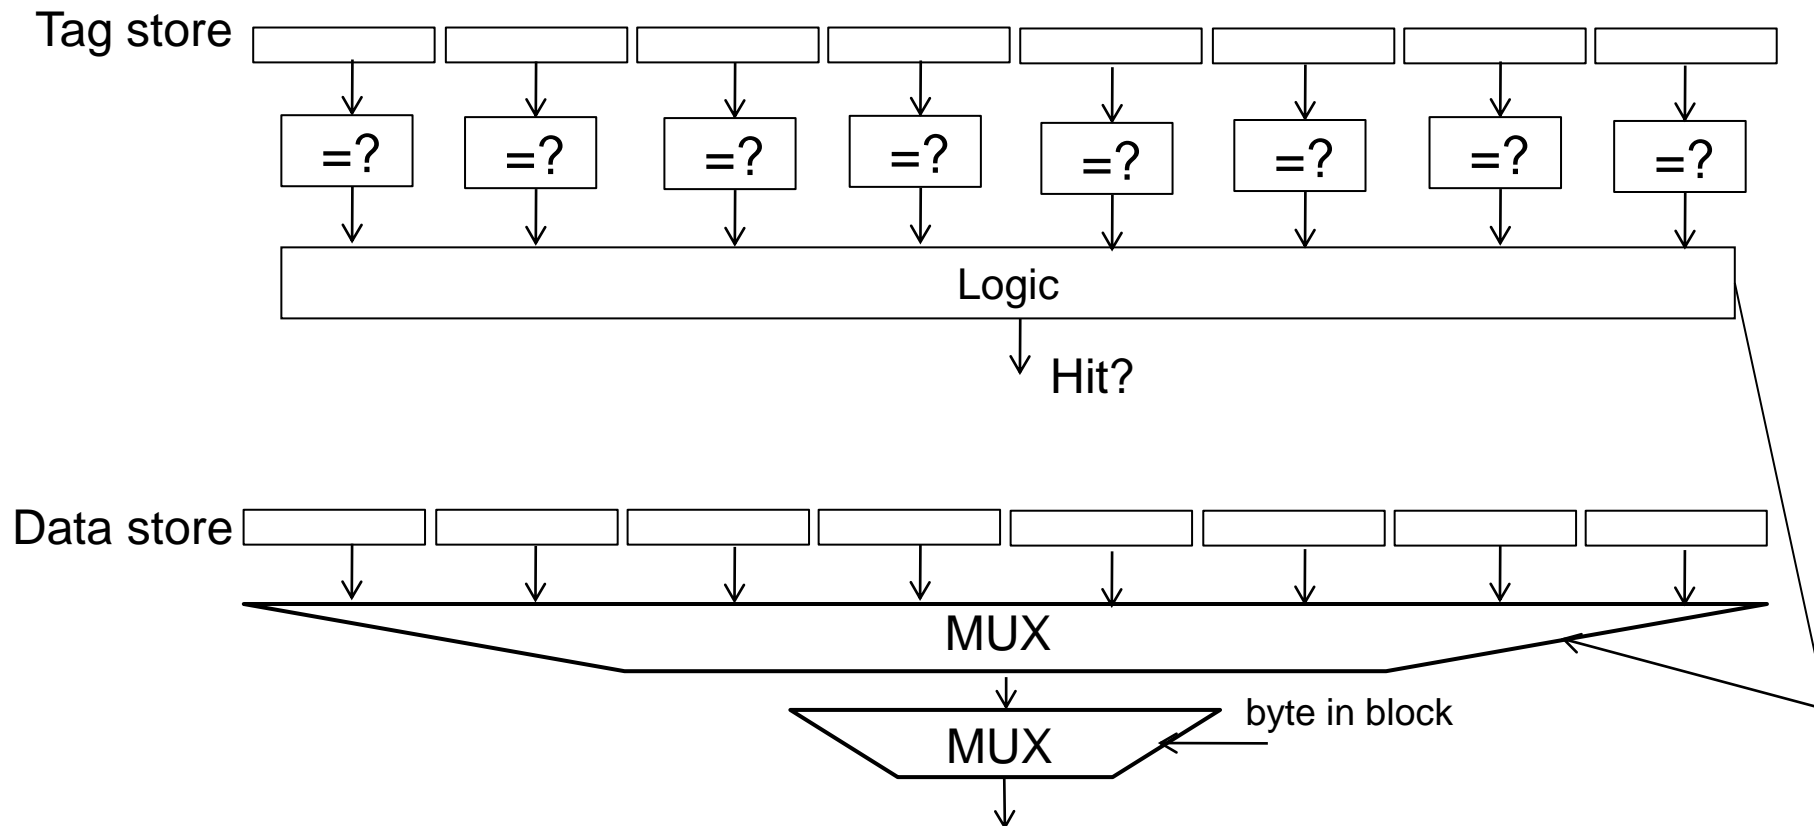 Tag store
=? =? =? =? =? =? =? =?
Logic
Hit?
Data store
MUX
byte in block
MUX